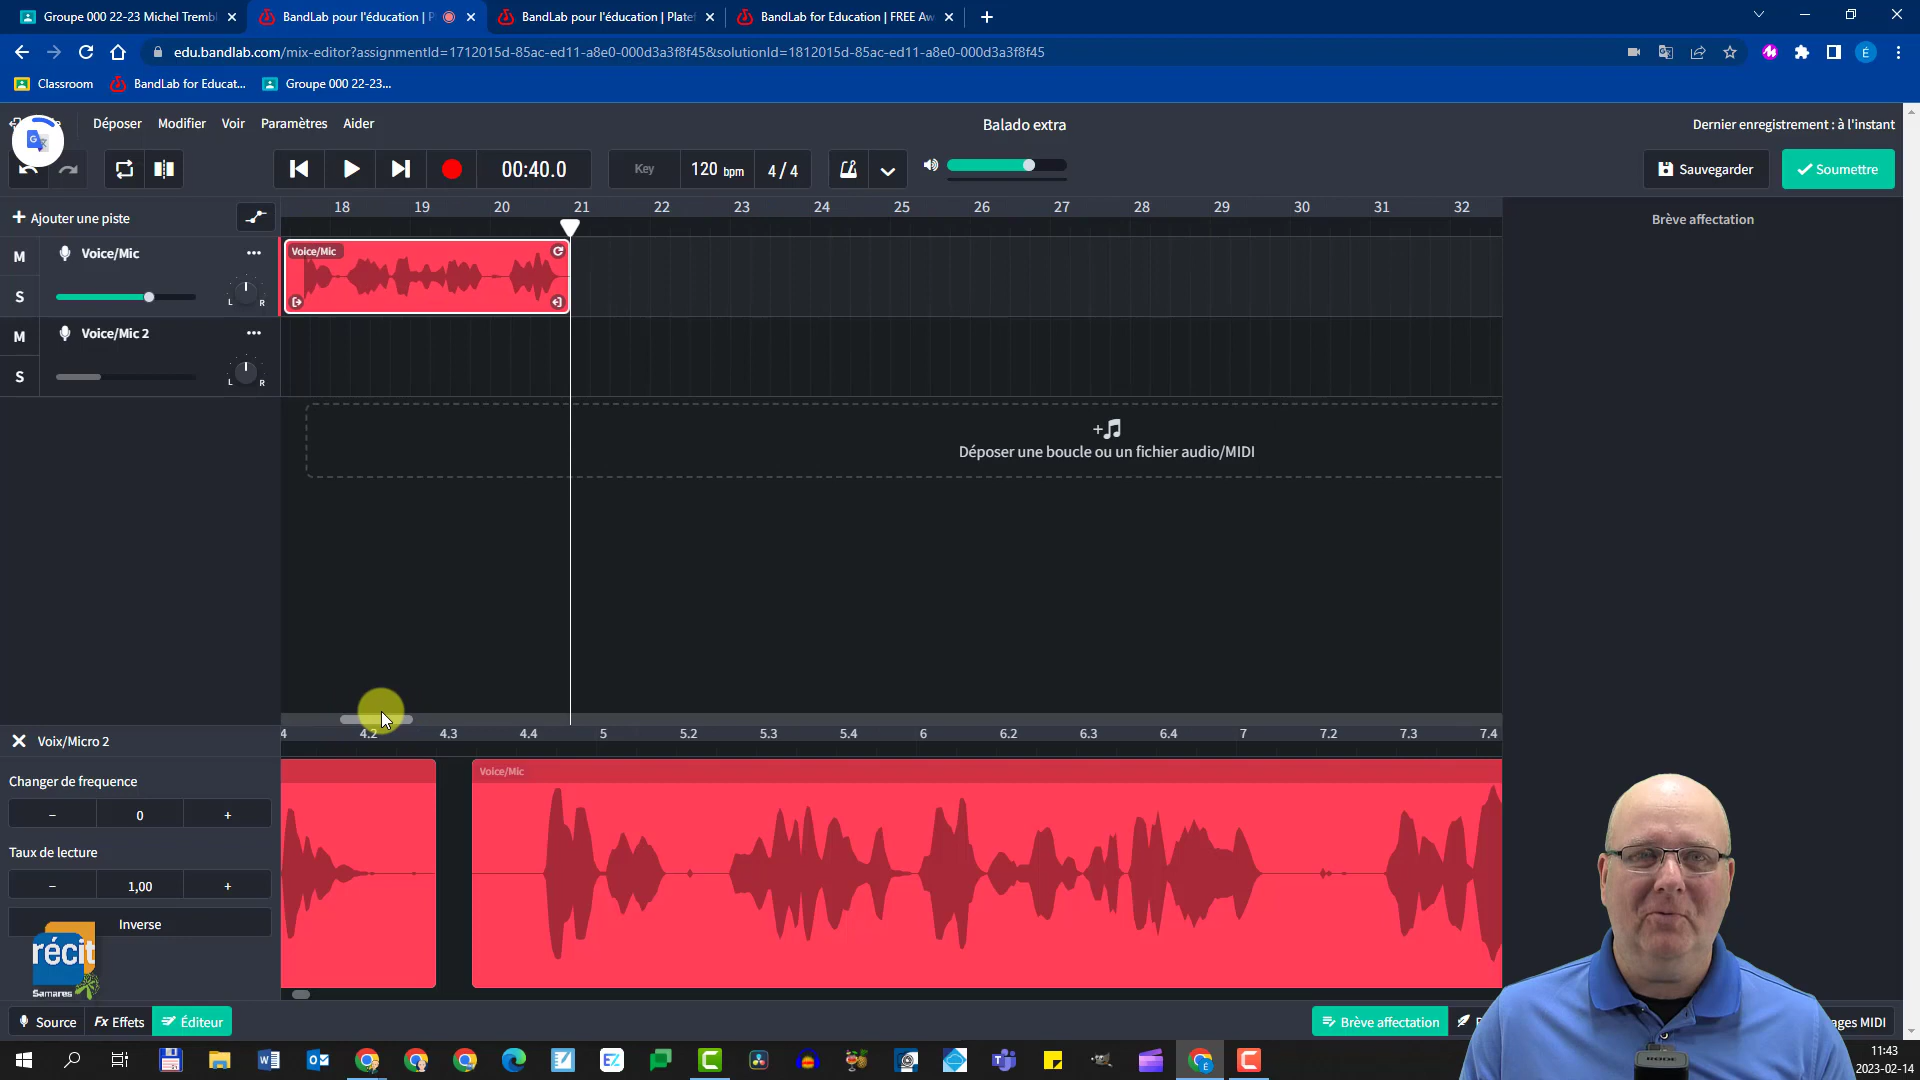 Groupe 000 22-23 Michel Trembl
BandLab pour l'éducation | P
BandLab pour l'éducation | Platef
BandLab for Education | FREE Aw
edu.bandlab.com/mix-editor?assignmentId=1712015d-85ac-ed11-a8e0-000d3a3f8f45&solutionId=1812015d-85ac-ed11-a8e0-000d3a3f8f45
É
Classroom
BandLab for Educat...
Groupe 000 22-23...
Déposer
Modifier
Voir
Paramètres
Aider
Balado extra
Dernier enregistrement : à l'instant
00:40.0
Key
120 bpm
4 / 4
Sauvegarder
Soumettre
Ajouter une piste
18 19 20 21 22 23 24 25 26 27 28 29 30 31 32
Brève affectation
M
Voice/Mic
S
L R
Voice/Mic
M
Voice/Mic 2
S
L R
Déposer une boucle ou un fichier audio/MIDI
Voix/Micro 2
4 4.2 4.3 4.4 5 5.2 5.3 5.4 6 6.2 6.3 6.4 7 7.2 7.3 7.4
Voice/Mic
Changer de frequence
– 0 +
Taux de lecture
– 1,00 +
Inverse
récit
Samares
Source
Fx Effets
Éditeur
Brève affectation
ages MIDI
11:43
2023-02-14
RODE